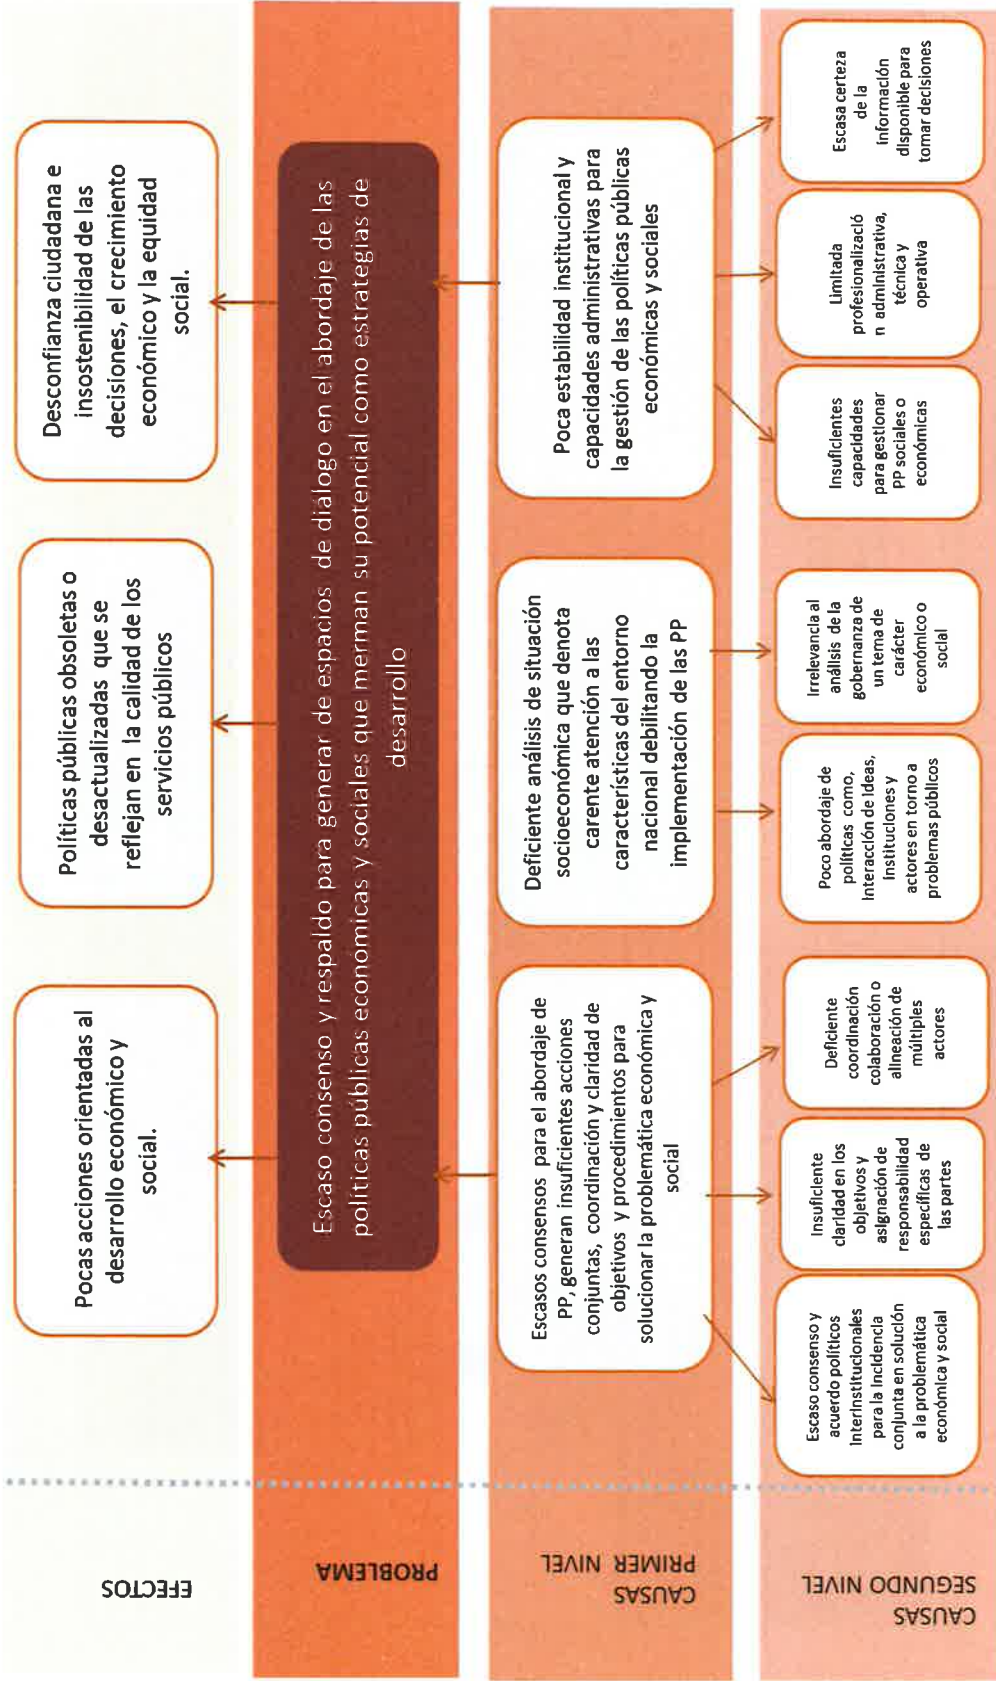 EFECTOS
Pocas acciones orientadas al
desarrollo económico y
social.
Políticas públicas obsoletas o
desactualizadas que se
reflejan en la calidad de los
servicios públicos
Desconfianza ciudadana e
insostenibilidad de las
decisiones, el crecimiento
económico y la equidad
social.
PROBLEMA
Escaso consenso y respaldo para generar de espacios de diálogo en el abordaje de las
políticas públicas económicas y sociales que merman su potencial como estrategias de
desarrollo
CAUSAS
PRIMER NIVEL
Escasos consensos para el abordaje de
PP, generan insuficientes acciones
conjuntas, coordinación y claridad de
objetivos y procedimientos para
solucionar la problemática económica y
social
Deficiente análisis de situación
socioeconómica que denota
carente atención a las
características del entorno
nacional debilitando la
implementación de las PP
Poca estabilidad institucional y
capacidades administrativas para
la gestión de las políticas públicas
económicas y sociales
CAUSAS
SEGUNDO NIVEL
Escaso consenso y
acuerdo políticos
Interinstitucionales
para la incidencia
conjunta en solución
a la problemática
económica y social
Insuficiente
claridad en los
objetivos y
asignación de
responsabilidad
específicas de
las partes
Deficiente
coordinación
colaboración o
alineación de
múltiples
actores
Poco abordaje de
políticas como,
Interacción de ideas,
Instituciones y
actores en torno a
problemas públicos
Irrelevancia al
análisis de la
gobernanza de
un tema de
carácter
económico o
social
Insuficientes
capacidades
para gestionar
PP sociales o
económicas
Limitada
profesionalizació
n administrativa,
técnica y
operativa
Escasa certeza
de la
información
disponible para
tomar decisiones